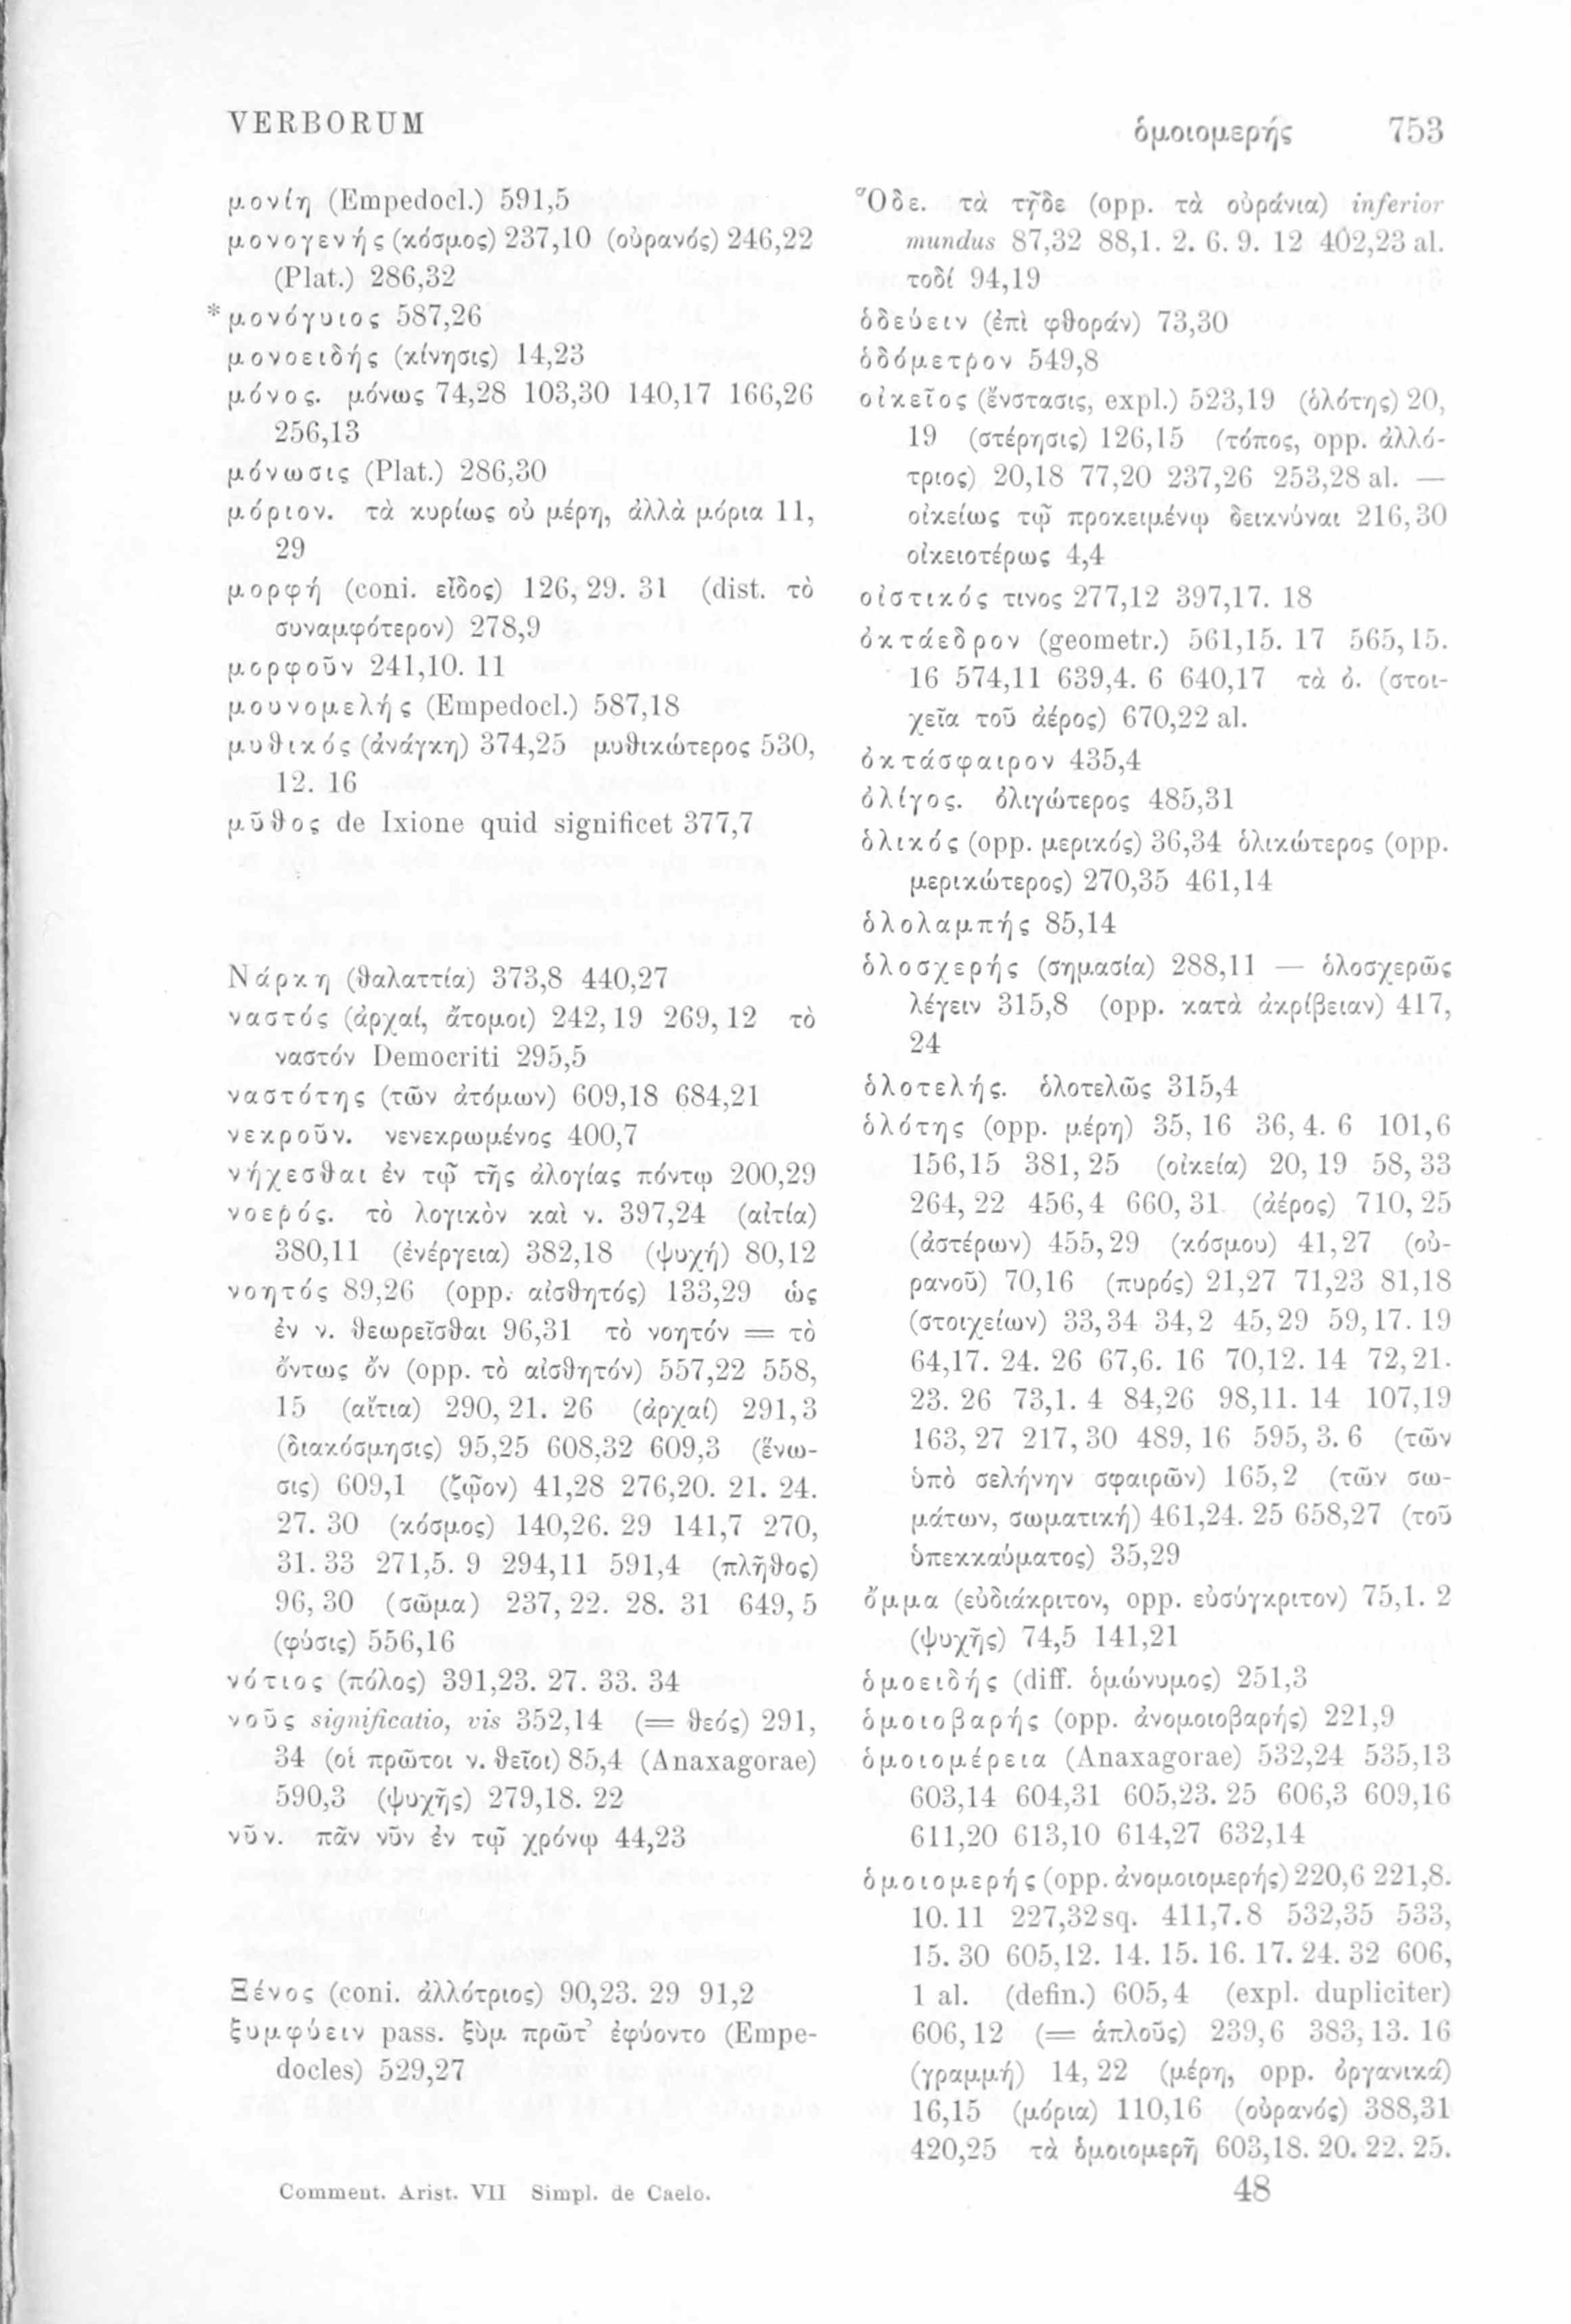 VERBORUM
ὁμοιομερής 753
μονίη (Empedocl.) 591,5
μονογενής (κόσμος) 237,10 (οὐρανός) 246,22
(Plat.) 286,32
*μονόγυιος 587,26
μονοειδής (κίνησις) 14,23
μόνος. μόνως 74,28 103,30 140,17 166,26
256,13
μόνωσις (Plat.) 286,30
μόριον. τὰ κυρίως οὐ μέρη, ἀλλὰ μόρια 11,
29
μορφή (coni. εἶδος) 126, 29. 31 (dist. τὸ
συναμφότερον) 278,9
μορφοῦν 241,10. 11
μουνομελής (Empedocl.) 587,18
μυθικός (ἀνάγκη) 374,25 μυθικώτερος 530,
12. 16
μῦθος de Ixione quid significet 377,7
Νάρκη (θαλαττία) 373,8 440,27
ναστός (ἀρχαί, ἄτομοι) 242,19 269,12 τὸ
ναστόν Democriti 295,5
ναστότης (τῶν ἀτόμων) 609,18 684,21
νεκροῦν. νενεκρωμένος 400,7
νήχεσθαι ἐν τῷ τῆς ἀλογίας πόντῳ 200,29
νοερός. τὸ λογικὸν καὶ ν. 397,24 (αἰτία)
380,11 (ἐνέργεια) 382,18 (ψυχή) 80,12
νοητός 89,26 (opp. αἰσθητός) 133,29 ὡς
ἐν ν. θεωρεῖσθαι 96,31 τὸ νοητόν = τὸ
ὄντως ὄν (opp. τὸ αἰσθητόν) 557,22 558,
15 (αἴτια) 290, 21. 26 (ἀρχαί) 291,3
(διακόσμησις) 95,25 608,32 609,3 (ἕνω-
σις) 609,1 (ζῷον) 41,28 276,20. 21. 24.
27. 30 (κόσμος) 140,26. 29 141,7 270,
31. 33 271,5. 9 294,11 591,4 (πλῆθος)
96, 30 (σῶμα) 237, 22. 28. 31 649, 5
(φύσις) 556,16
νότιος (πόλος) 391,23. 27. 33. 34
νοῦς significatio, vis 352,14 (= θεός) 291,
34 (οἱ πρῶτοι ν. θεῖοι) 85,4 (Anaxagorae)
590,3 (ψυχῆς) 279,18. 22
νῦν. πᾶν νῦν ἐν τῷ χρόνῳ 44,23
Ξένος (coni. ἀλλότριος) 90,23. 29 91,2
ξυμφύειν pass. ξὺμ πρῶτ’ ἐφύοντο (Empe-
docles) 529,27
Ὅδε. τὰ τῇδε (opp. τὰ οὐράνια) inferior
mundus 87,32 88,1. 2. 6. 9. 12 402,23 al.
τοδί 94,19
ὁδεύειν (ἐπὶ φθοράν) 73,30
ὁδόμετρον 549,8
οἰκεῖος (ἔνστασις, expl.) 523,19 (ὁλότης) 20,
19 (στέρησις) 126,15 (τόπος, opp. ἀλλό-
τριος) 20,18 77,20 237,26 253,28 al. —
οἰκείως τῷ προκειμένῳ δεικνύναι 216,30
οἰκειοτέρως 4,4
οἰστικός τινος 277,12 397,17. 18
ὀκτάεδρον (geometr.) 561,15. 17 565,15.
16 574,11 639,4. 6 640,17 τὰ ὀ. (στοι-
χεῖα τοῦ ἀέρος) 670,22 al.
ὀκτάσφαιρον 435,4
ὀλίγος. ὀλιγώτερος 485,31
ὁλικός (opp. μερικός) 36,34 ὁλικώτερος (opp.
μερικώτερος) 270,35 461,14
ὁλολαμπής 85,14
ὁλοσχερής (σημασία) 288,11 — ὁλοσχερῶς
λέγειν 315,8 (opp. κατὰ ἀκρίβειαν) 417,
24
ὁλοτελής. ὁλοτελῶς 315,4
ὁλότης (opp. μέρη) 35, 16 36, 4. 6 101,6
156,15 381, 25 (οἰκεία) 20, 19 58, 33
264, 22 456,4 660, 31 (ἀέρος) 710, 25
(ἀστέρων) 455,29 (κόσμου) 41,27 (οὐ-
ρανοῦ) 70,16 (πυρός) 21,27 71,23 81,18
(στοιχείων) 33,34 34,2 45,29 59,17. 19
64,17. 24. 26 67,6. 16 70,12. 14 72,21.
23. 26 73,1. 4 84,26 98,11. 14 107,19
163, 27 217, 30 489, 16 595, 3. 6 (τῶν
ὑπὸ σελήνην σφαιρῶν) 165,2 (τῶν σω-
μάτων, σωματική) 461,24. 25 658,27 (τοῦ
ὑπεκκαύματος) 35,29
ὄμμα (εὐδιάκριτον, opp. εὐσύγκριτον) 75,1. 2
(ψυχῆς) 74,5 141,21
ὁμοειδής (diff. ὁμώνυμος) 251,3
ὁμοιοβαρής (opp. ἀνομοιοβαρής) 221,9
ὁμοιομέρεια (Anaxagorae) 532,24 535,13
603,14 604,31 605,23. 25 606,3 609,16
611,20 613,10 614,27 632,14
ὁμοιομερής (opp. ἀνομοιομερής) 220,6 221,8.
10. 11 227,32 sq. 411,7. 8 532,35 533,
15. 30 605,12. 14. 15. 16. 17. 24. 32 606,
1 al. (defin.) 605,4 (expl. dupliciter)
606, 12 (= ἁπλοῦς) 239,6 383, 13. 16
(γραμμή) 14, 22 (μέρη, opp. ὀργανικά)
16,15 (μόρια) 110,16 (οὐρανός) 388,31
420,25 τὰ ὁμοιομερῆ 603,18. 20. 22. 25.
Comment. Arist. VII Simpl. de Caelo.
48